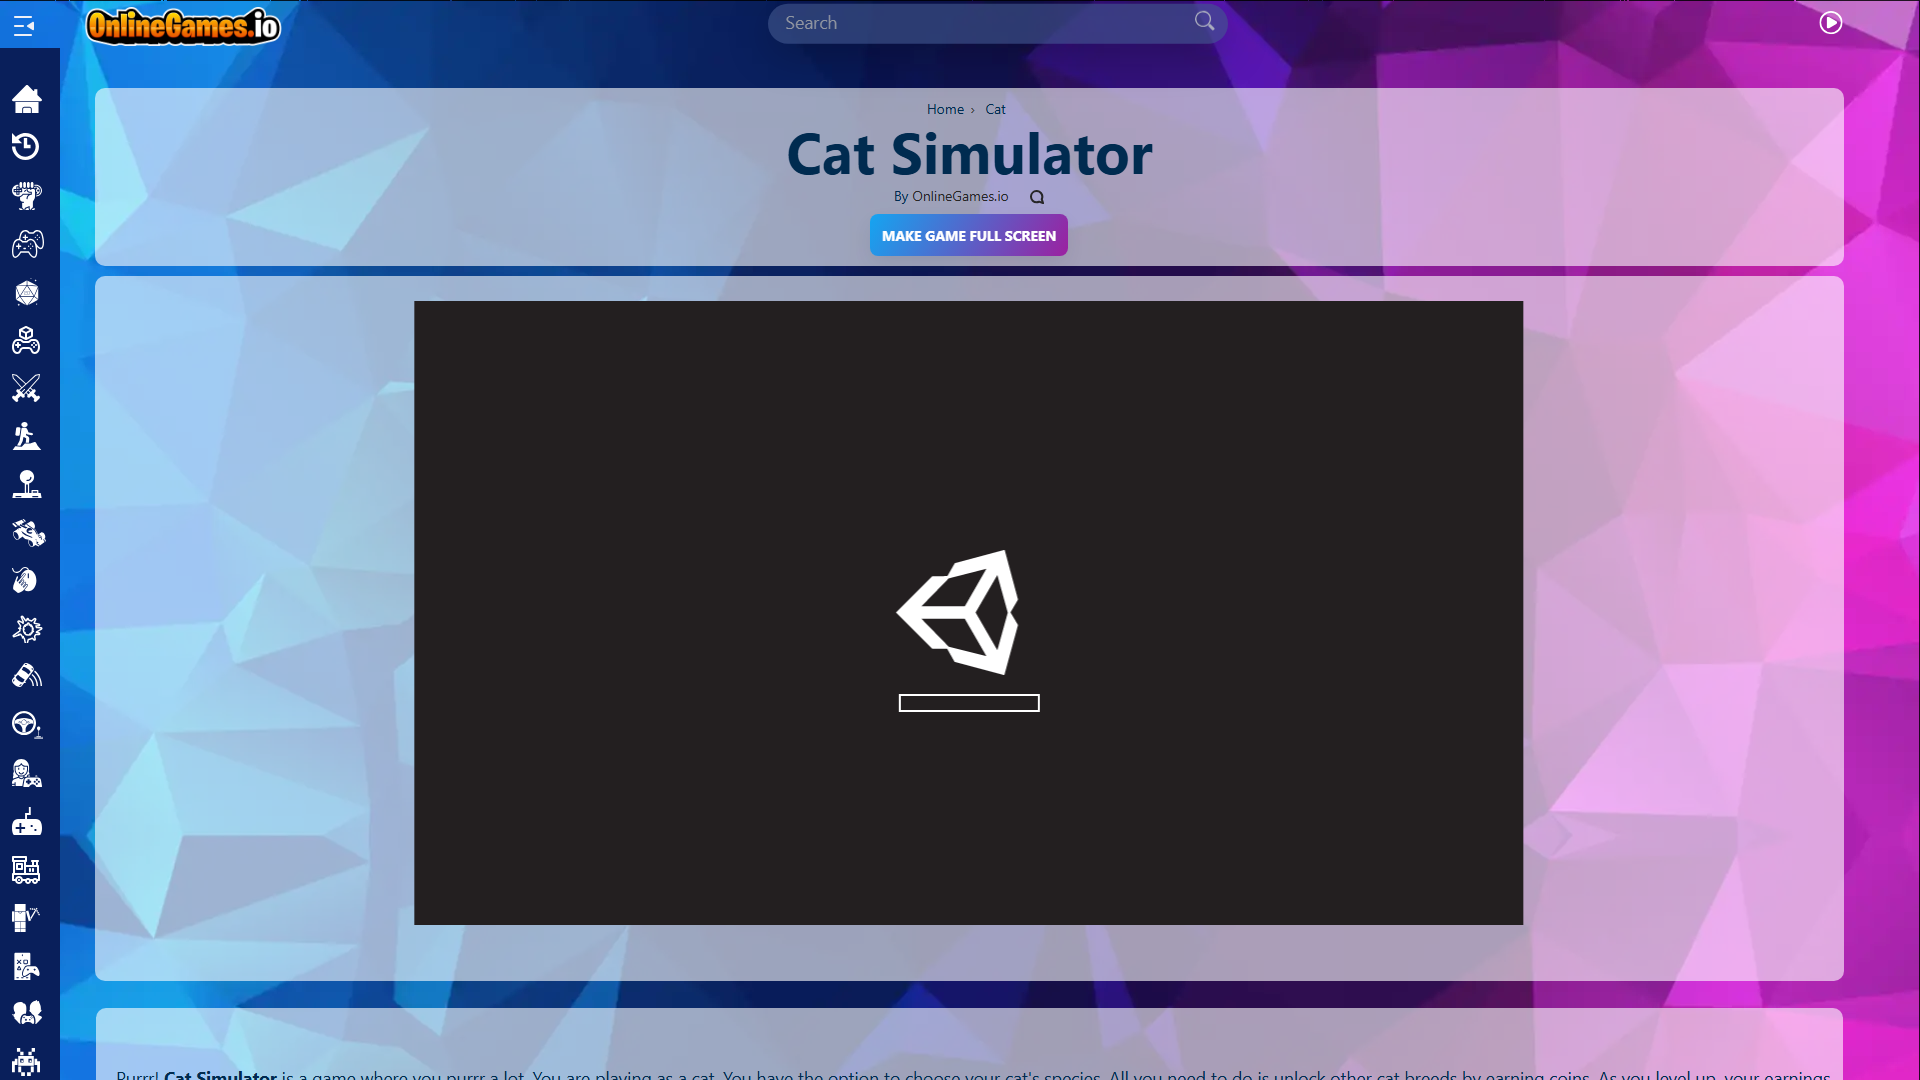 OnlineGames.io
Search
Home › Cat
Cat Simulator
By OnlineGames.io
MAKE GAME FULL SCREEN
Purrr! Cat Simulator is a game where you purrr a lot. You are playing as a cat. You have the option to choose your cat's species. All you need to do is unlock other cat breeds by earning coins. As you level up, your earnings